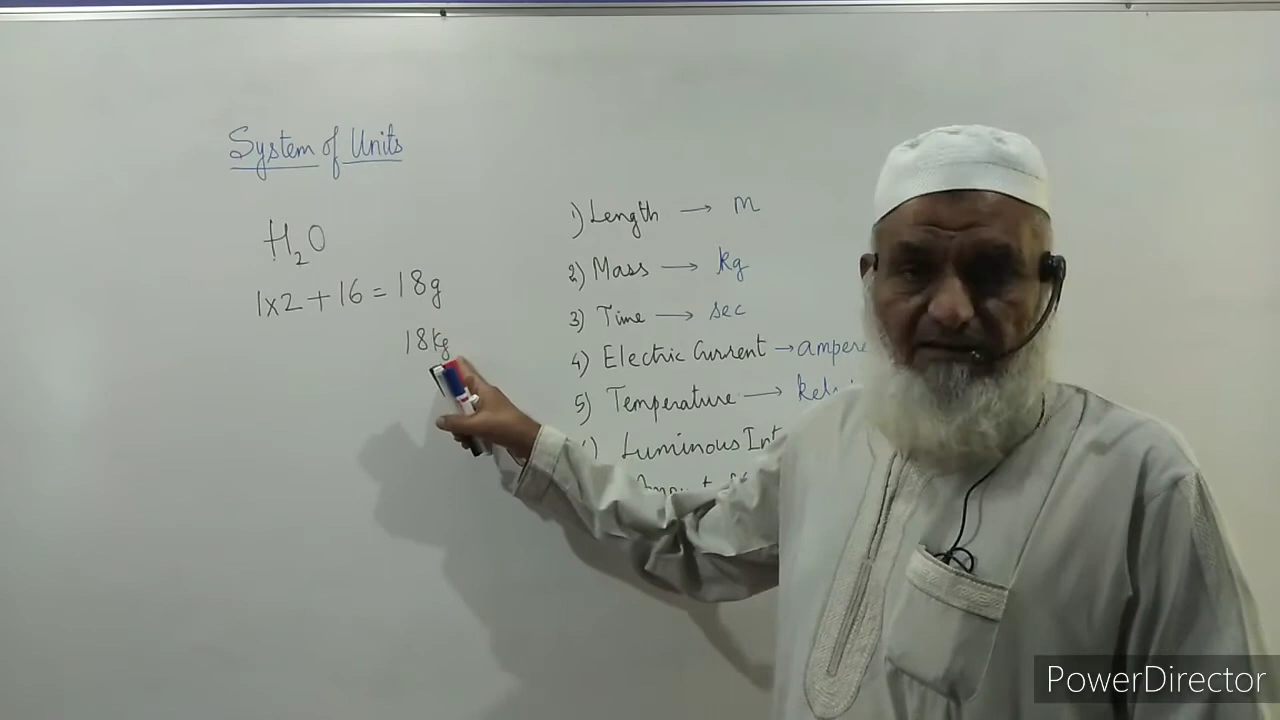 System of Units
H₂O
1x2 + 16 = 18g
18kg
1) Length → m
2) Mass → kg
3) Time → sec
4) Electric Current → ampere
5) Temperature →
Luminous
PowerDirector